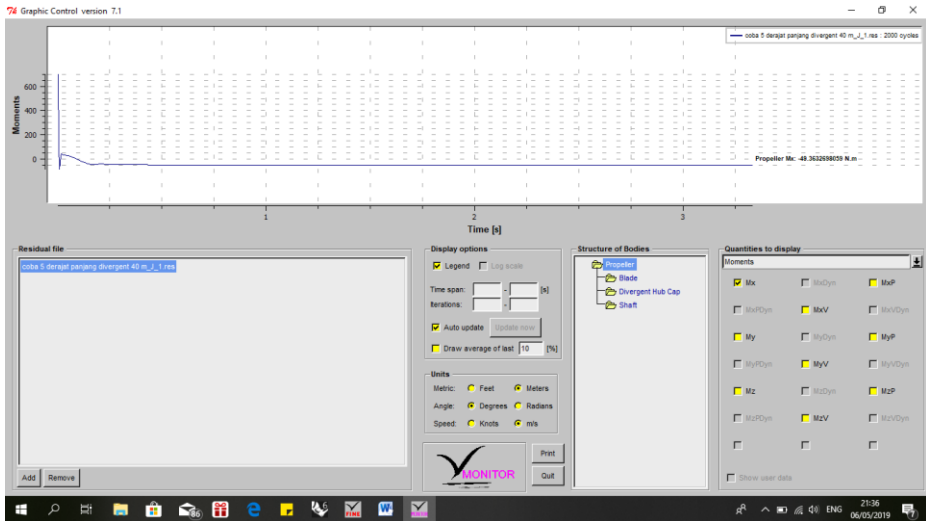 7% Graphic Control version 7.1
coba 5 derajat panjang divergent 40 m_J_1.res : 2000 cycles
600
400
200
0
Moments
Propeller Mx: -49.3632698059 N.m
1
2
3
Time [s]
Residual file
coba 5 derajat panjang divergent 40 m_J_1.res
Add
Remove
Display options
Legend
Log scale
Time span:
-
[s]
Iterations:
-
Auto update
Update now
Draw average of last
10
[%]
Units
Metric:
Feet
Meters
Angle:
Degrees
Radians
Speed:
Knots
m/s
MONITOR
Print
Quit
Structure of Bodies
Propeller
Blade
Divergent Hub Cap
Shaft
Quantities to display
Moments
Mx
MxDyn
MxP
MxPDyn
MxV
MxVDyn
My
MyDyn
MyP
MyPDyn
MyV
MyVDyn
Mz
MzDyn
MzP
MzPDyn
MzV
MzVDyn
Show user data
ENG
21:36
06/05/2019